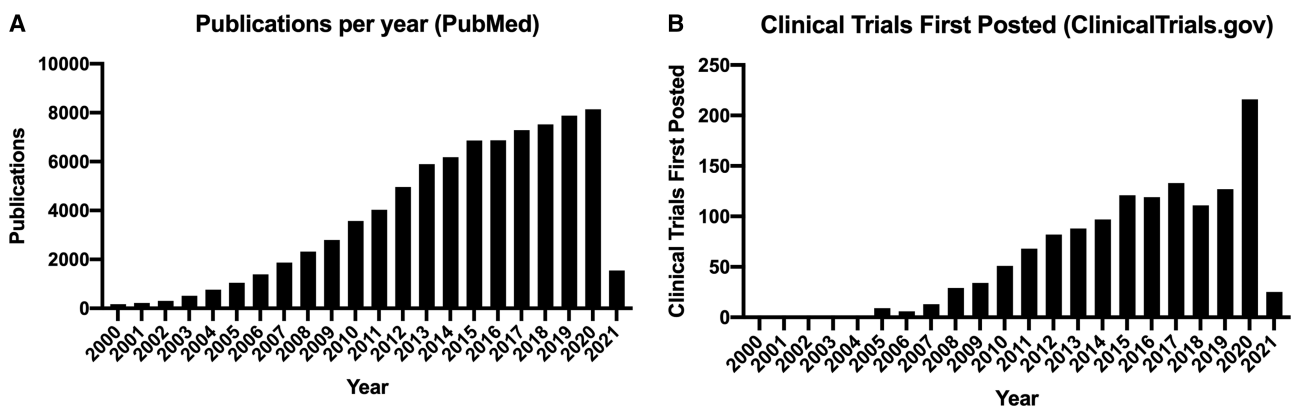 A
Publications per year (PubMed)
Publications
10000
8000
6000
4000
2000
0
2000 2001 2002 2003 2004 2005 2006 2007 2008 2009 2010 2011 2012 2013 2014 2015 2016 2017 2018 2019 2020 2021
Year
B
Clinical Trials First Posted (ClinicalTrials.gov)
Clinical Trials First Posted
250
200
150
100
50
0
2000 2001 2002 2003 2004 2005 2006 2007 2008 2009 2010 2011 2012 2013 2014 2015 2016 2017 2018 2019 2020 2021
Year